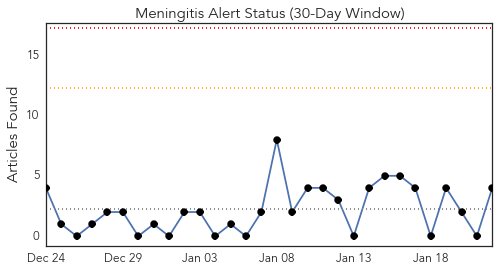 Meningitis Alert Status (30-Day Window)
Articles Found
15
10
5
0
Dec 24
Dec 29
Jan 03
Jan 08
Jan 13
Jan 18